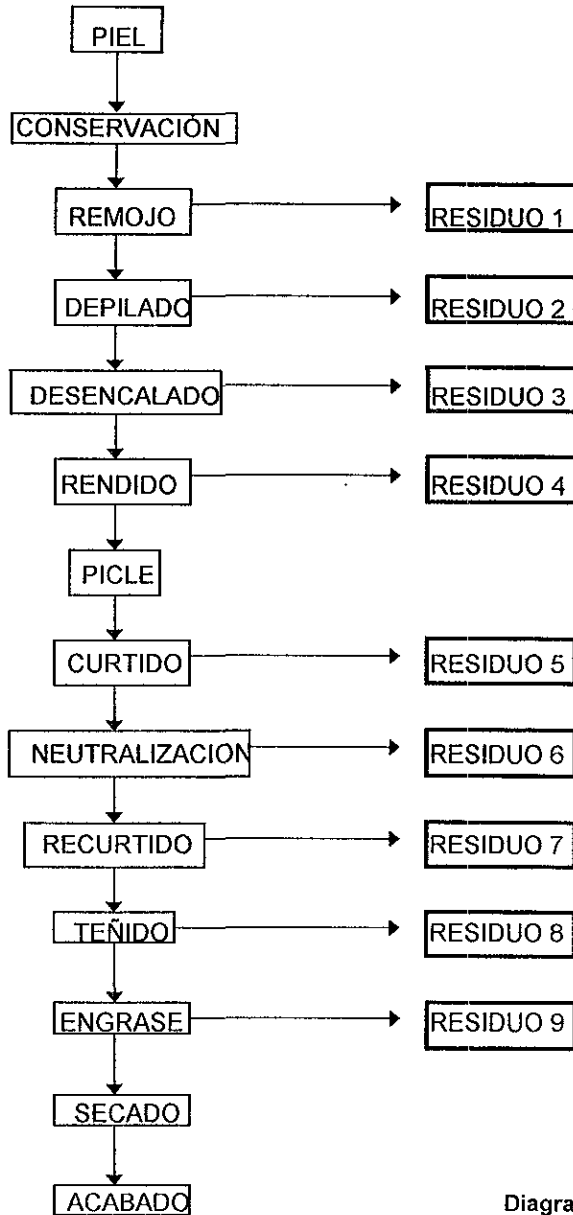 PIEL
CONSERVACIÓN
REMOJO
RESIDUO 1
DEPILADO
RESIDUO 2
DESENCALADO
RESIDUO 3
RENDIDO
RESIDUO 4
PICLE
CURTIDO
RESIDUO 5
NEUTRALIZACION
RESIDUO 6
RECURTIDO
RESIDUO 7
TEÑIDO
RESIDUO 8
ENGRASE
RESIDUO 9
SECADO
ACABADO
Diagra